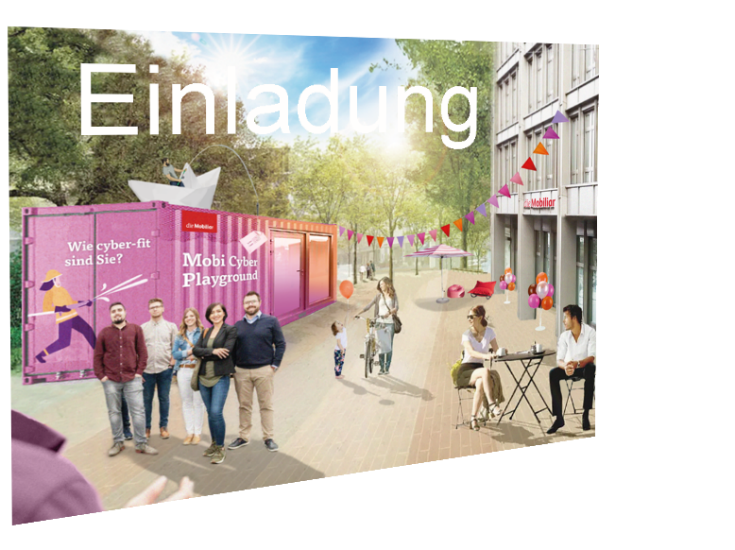 Einladung
die Mobiliar
Wie cyber-fit
sind Sie?
Mobi Cyber
Playground
die Mobiliar